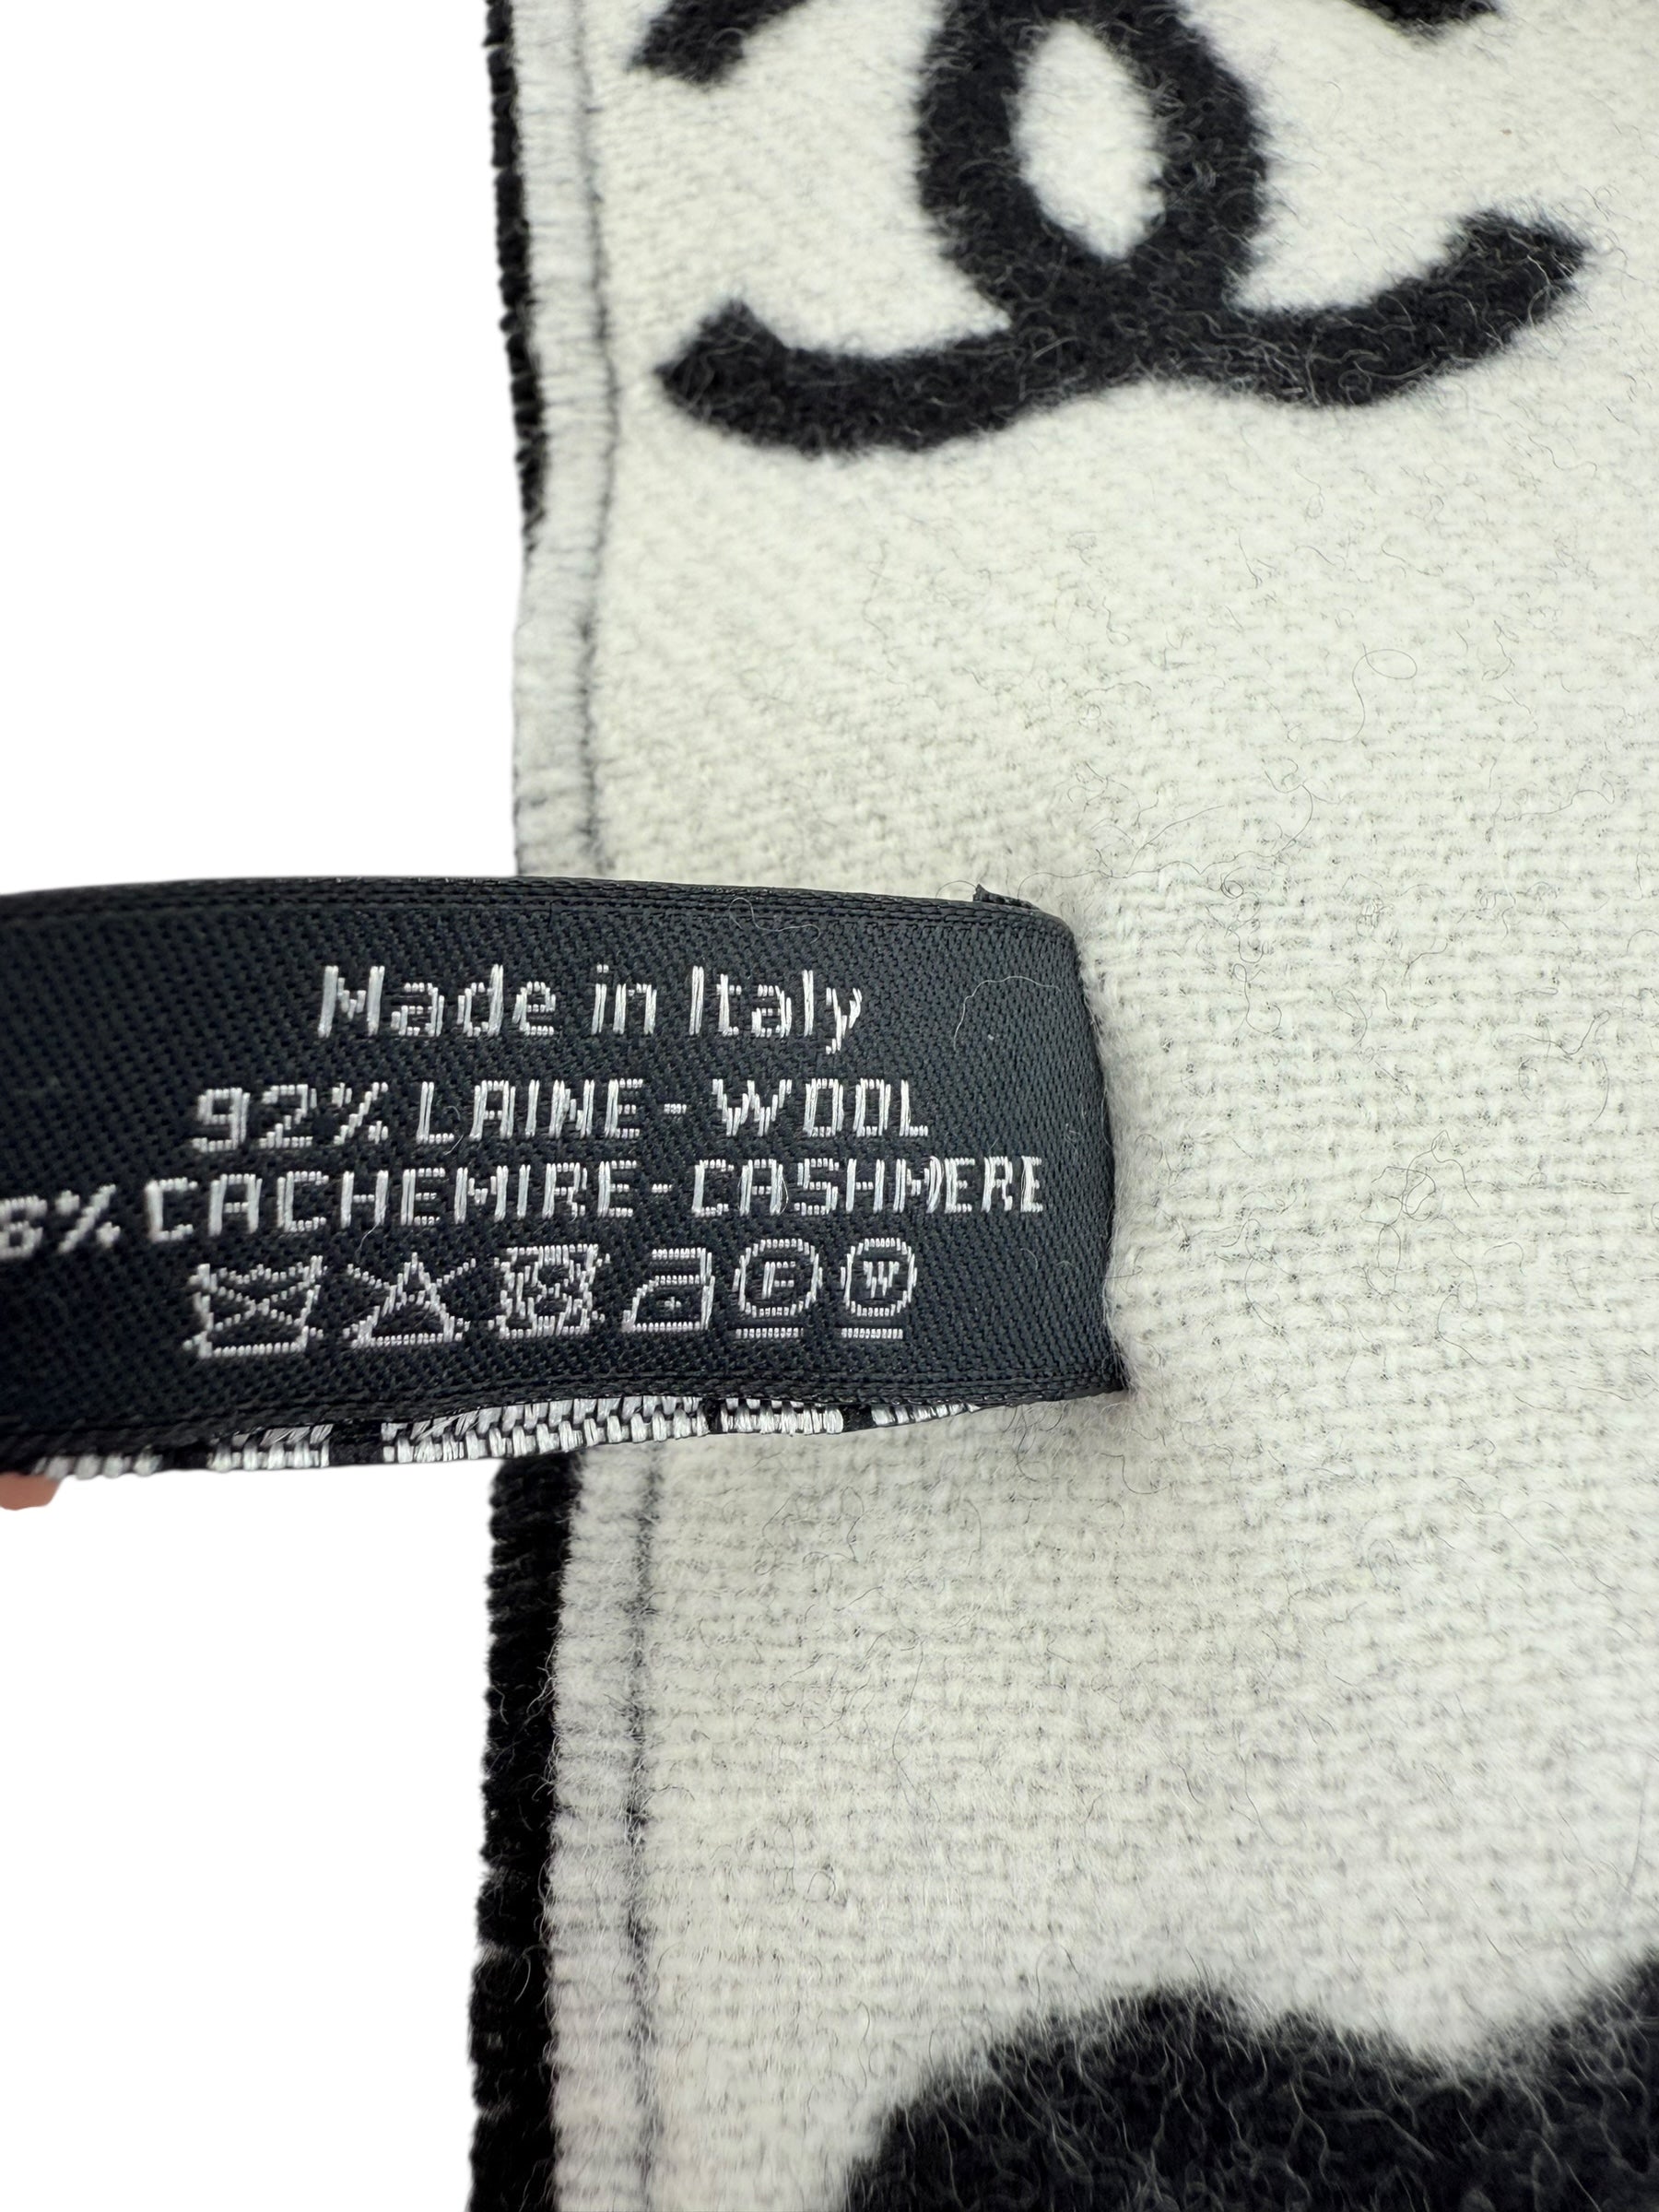 Made in Italy
92% LAINE - WOOL
8% CACHEMIRE - CASHMERE
F W